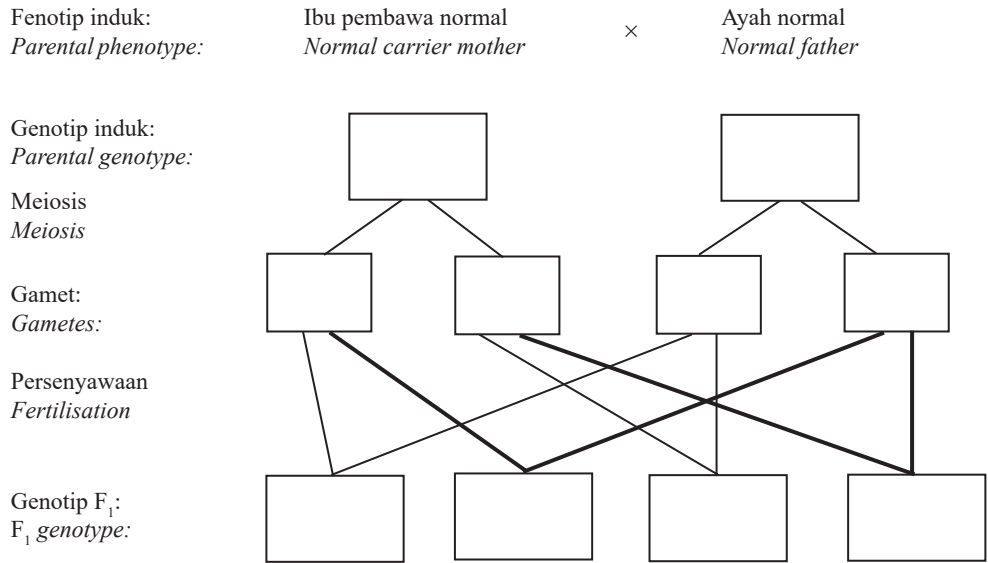 Fenotip induk: Ibu pembawa normal × Ayah normal
Parental phenotype: Normal carrier mother Normal father
Genotip induk:
Parental genotype:
Meiosis
Meiosis
Gamet:
Gametes:
Persenyawaan
Fertilisation
Genotip F₁:
F₁ genotype: